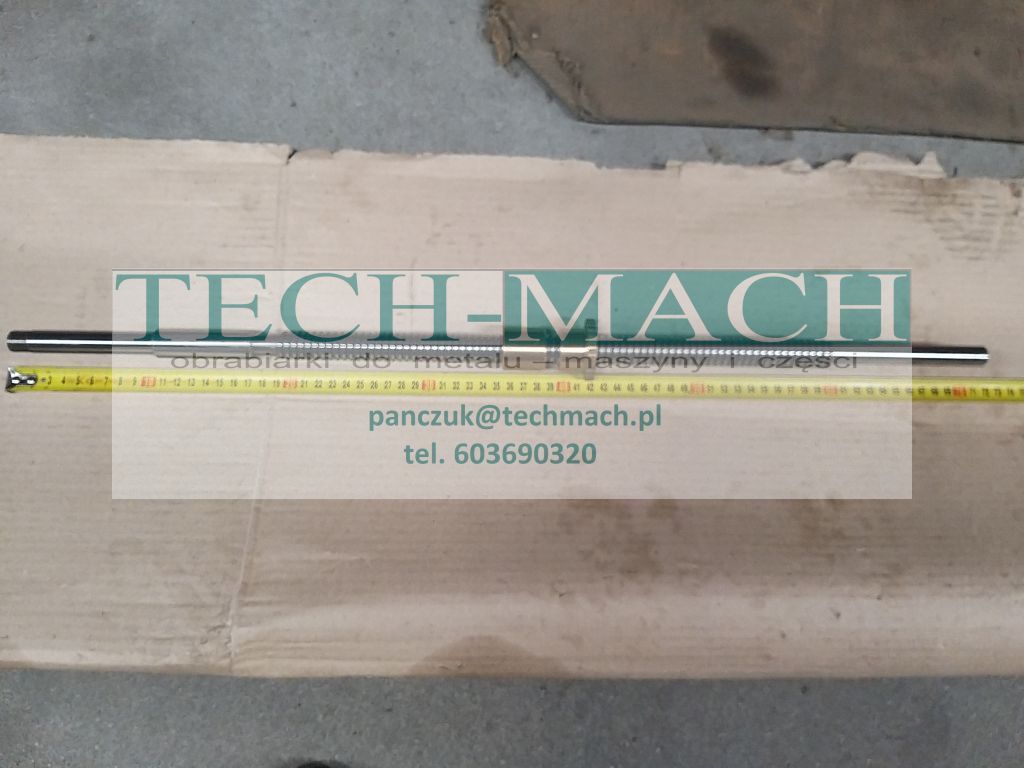 TECH-MACH
obrabiarki do metalu maszyny części
panczuk@techmach.pl
tel. 603690320